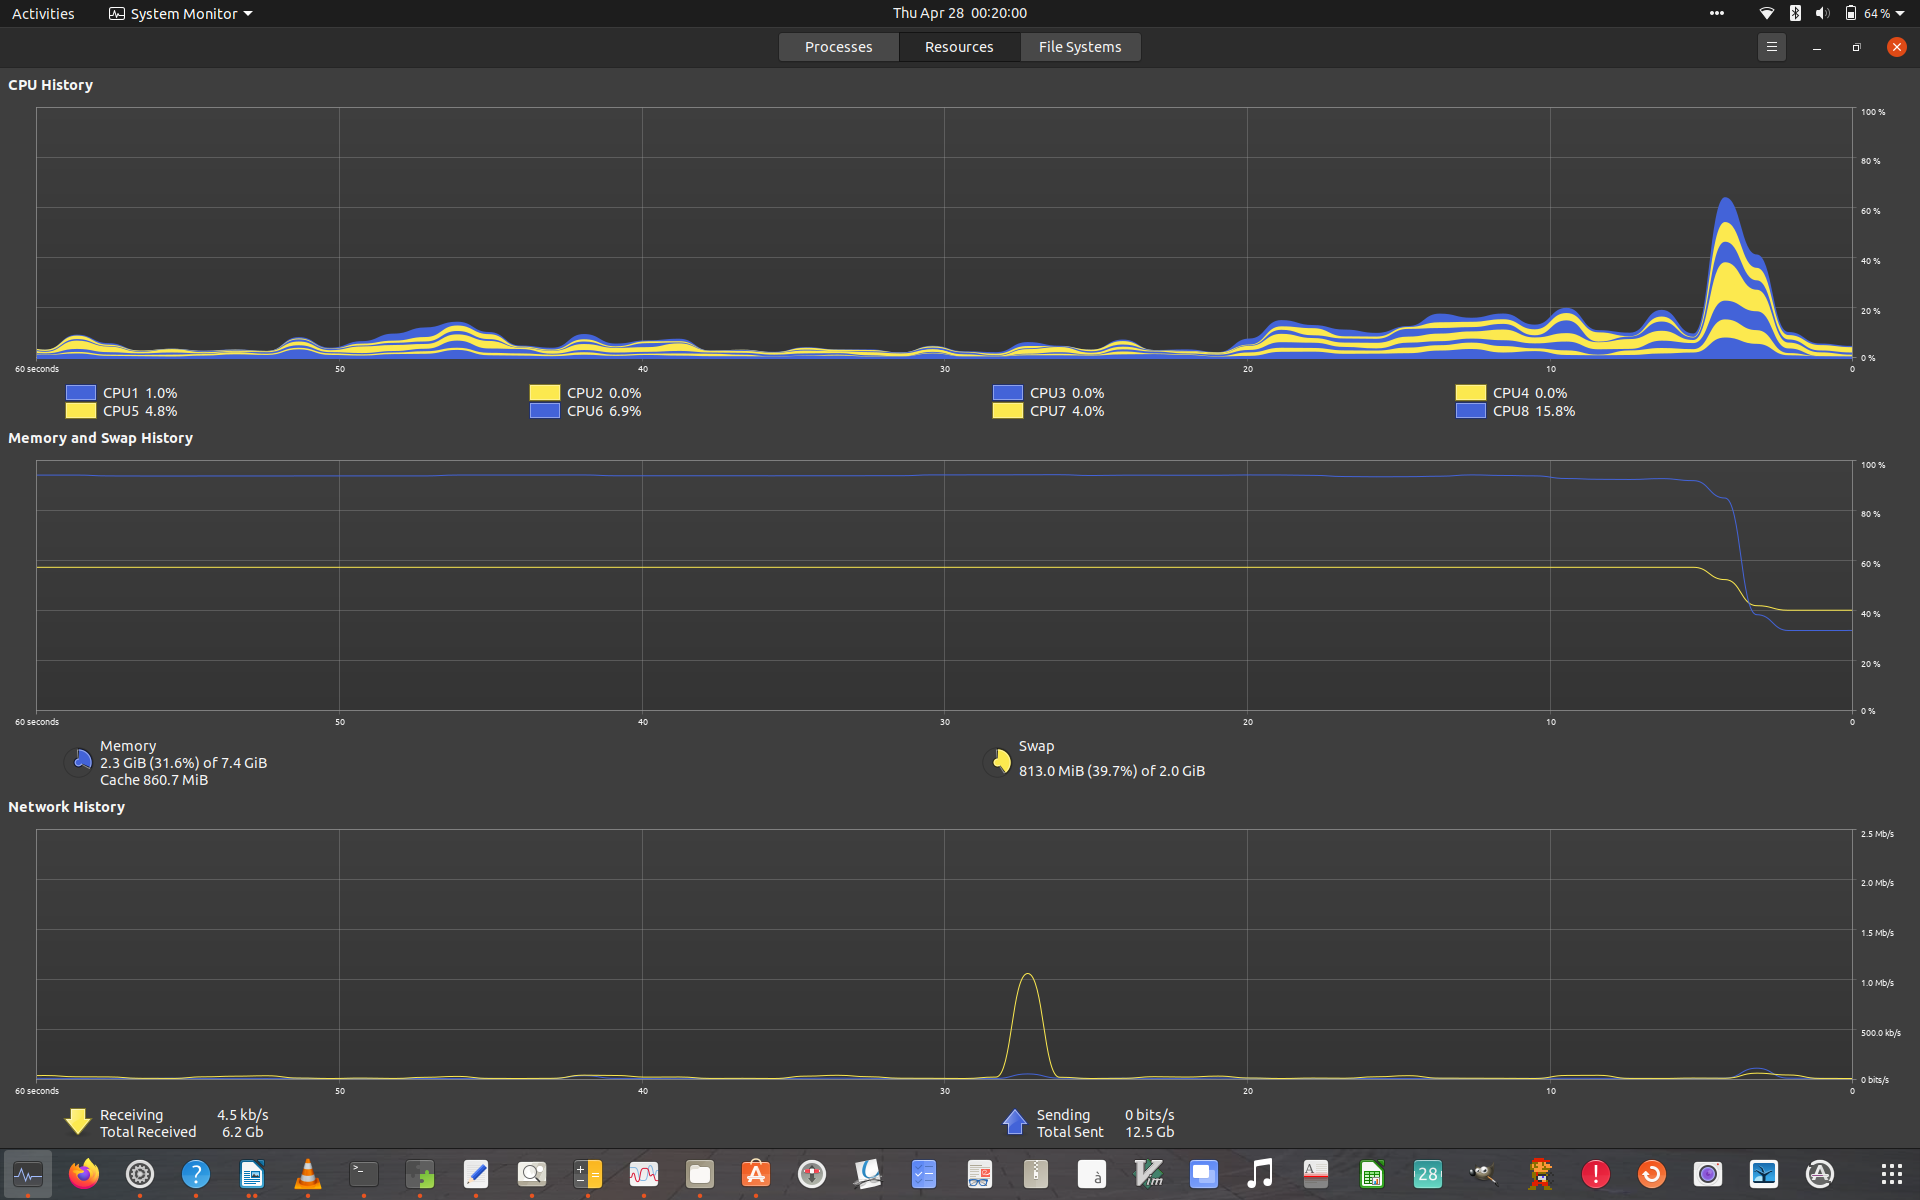 Activities System Monitor Thu Apr 28 00:20:00 64 %
Processes Resources File Systems
CPU History
100 %
80 %
60 %
40 %
20 %
0 %
60 seconds 50 40 30 20 10 0
CPU1 1.0% CPU2 0.0% CPU3 0.0% CPU4 0.0%
CPU5 4.8% CPU6 6.9% CPU7 4.0% CPU8 15.8%
Memory and Swap History
100 %
80 %
60 %
40 %
20 %
0 %
60 seconds 50 40 30 20 10 0
Memory
2.3 GiB (31.6%) of 7.4 GiB
Cache 860.7 MiB
Swap
813.0 MiB (39.7%) of 2.0 GiB
Network History
2.5 Mb/s
2.0 Mb/s
1.5 Mb/s
1.0 Mb/s
500.0 kb/s
0 bits/s
60 seconds 50 40 30 20 10 0
Receiving 4.5 kb/s Sending 0 bits/s
Total Received 6.2 Gb Total Sent 12.5 Gb
? >_ A à Vim A 28 !